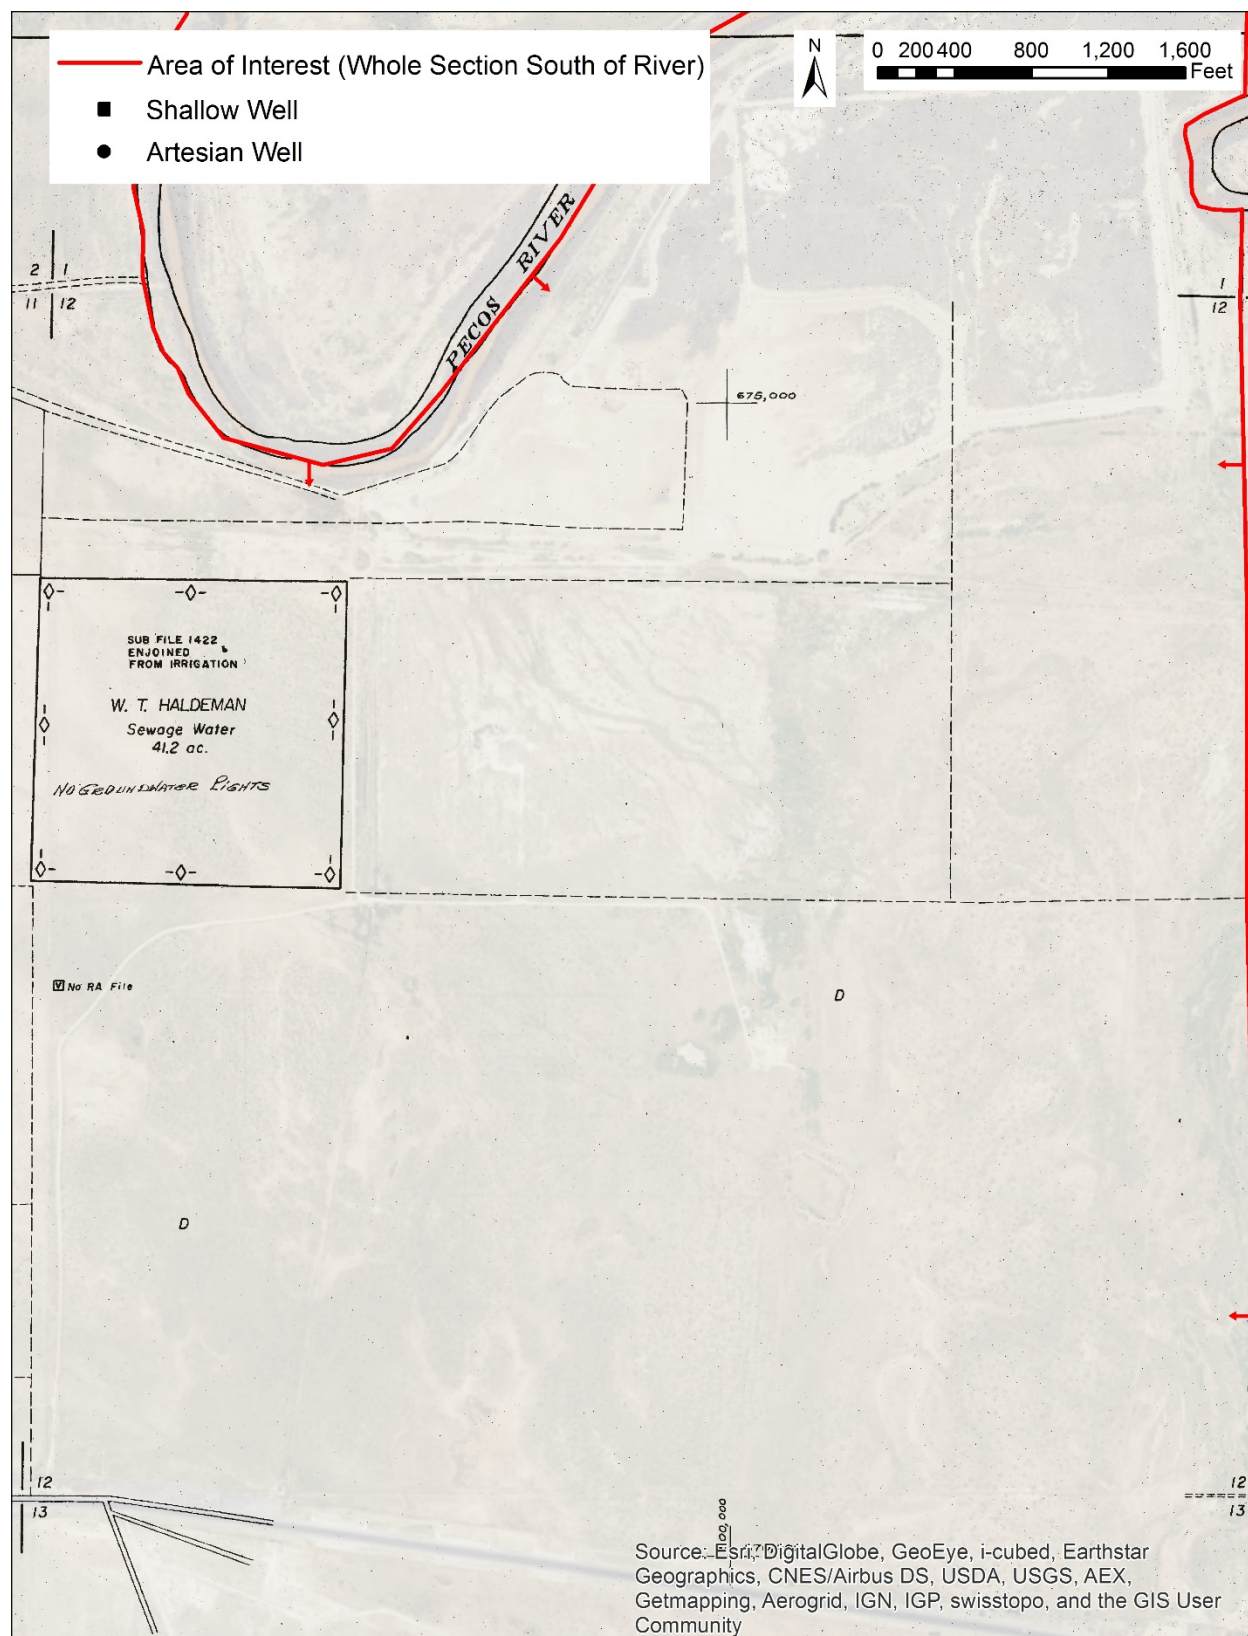 Area of Interest (Whole Section South of River)
Shallow Well
Artesian Well
N
0 200 400 800 1,200 1,600
Feet
PECOS RIVER
2 1
11 12
1
12
675,000
SUB FILE 1422
ENJOINED
FROM IRRIGATION
W. T. HALDEMAN
Sewage Water
41.2 ac.
NO GROUNDWATER RIGHTS
V No RA File
D
D
12
13
12
13
00,000
Source: Esri, DigitalGlobe, GeoEye, i-cubed, Earthstar
Geographics, CNES/Airbus DS, USDA, USGS, AEX,
Getmapping, Aerogrid, IGN, IGP, swisstopo, and the GIS User
Community